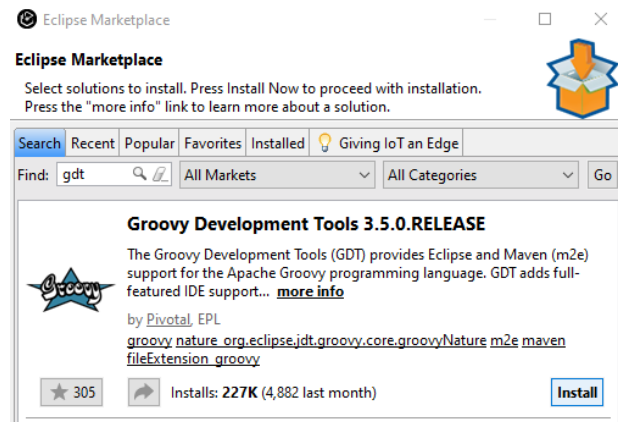 Eclipse Marketplace
Eclipse Marketplace
Select solutions to install. Press Install Now to proceed with installation.
Press the "more info" link to learn more about a solution.
Search Recent Popular Favorites Installed Giving IoT an Edge
Find: gdt All Markets All Categories Go
Groovy Development Tools 3.5.0.RELEASE
The Groovy Development Tools (GDT) provides Eclipse and Maven (m2e)
support for the Apache Groovy programming language. GDT adds full-
featured IDE support... more info
Groovy
by Pivotal, EPL
groovy nature org.eclipse.jdt.groovy.core.groovyNature m2e maven
fileExtension_groovy
305 Installs: 227K (4,882 last month) Install